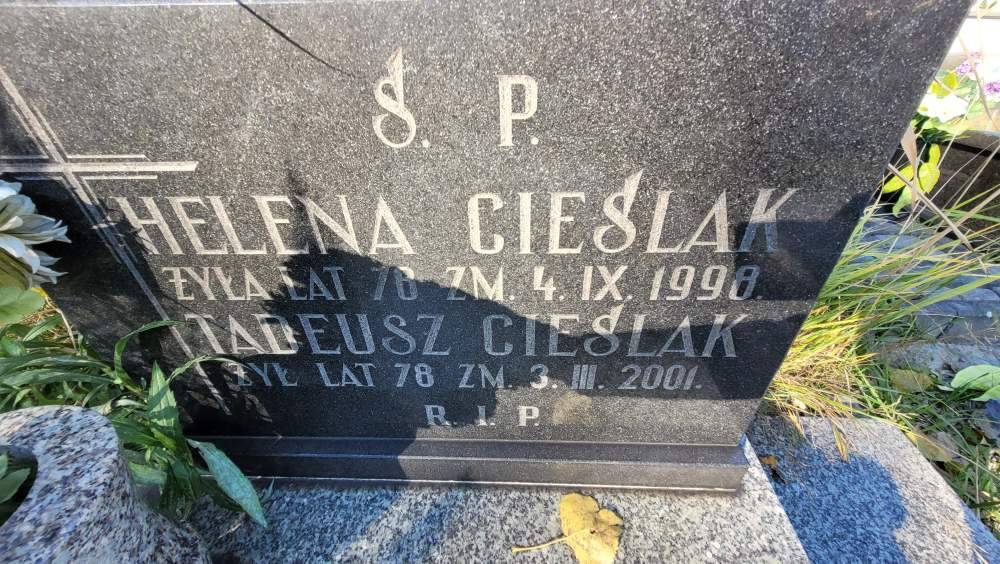 Ś. P.
HELENA CIEŚLAK
ŻYŁA LAT 76 ZM. 4. IX. 1998.
TADEUSZ CIEŚLAK
ŻYŁ LAT 78 ZM. 3. III. 2001.
R. I. P.